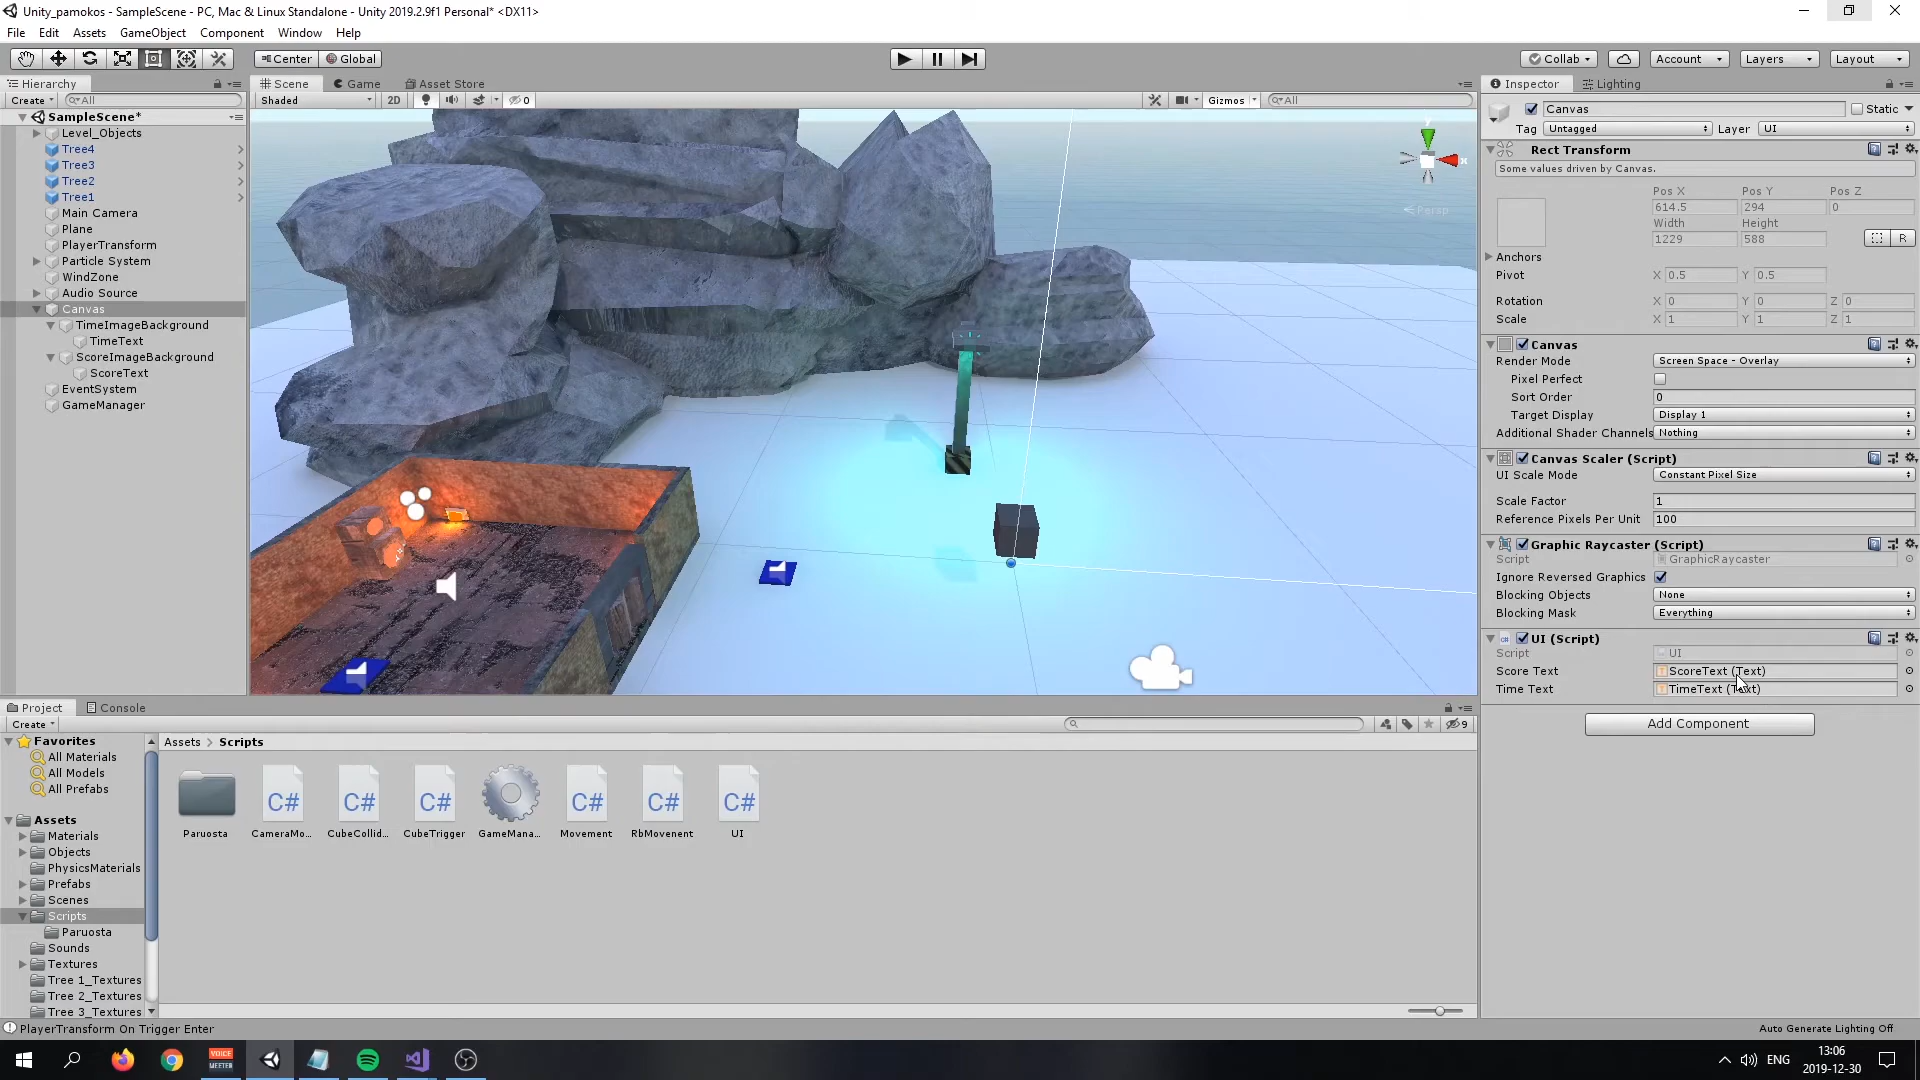 Unity_pamokos - SampleScene - PC, Mac & Linux Standalone - Unity 2019.2.9f1 Personal* <DX11>
File Edit Assets GameObject Component Window Help
Center Global Collab Account Layers Layout
Hierarchy
Create All
SampleScene*
Level_Objects
Tree4
Tree3
Tree2
Tree1
Main Camera
Plane
PlayerTransform
Particle System
WindZone
Audio Source
Canvas
TimeImageBackground
TimeText
ScoreImageBackground
ScoreText
EventSystem
GameManager
Scene Game Asset Store
Shaded 2D 0 Gizmos All
y
x
Persp
Inspector Lighting
Canvas Static
Tag Untagged Layer UI
Rect Transform
Some values driven by Canvas.
Pos X Pos Y Pos Z
614.5 294 0
Width Height
1229 588
R
Anchors
Pivot X 0.5 Y 0.5
Rotation X 0 Y 0 Z 0
Scale X 1 Y 1 Z 1
Canvas
Render Mode Screen Space - Overlay
Pixel Perfect
Sort Order 0
Target Display Display 1
Additional Shader Channels Nothing
Canvas Scaler (Script)
UI Scale Mode Constant Pixel Size
Scale Factor 1
Reference Pixels Per Unit 100
Graphic Raycaster (Script)
Script GraphicRaycaster
Ignore Reversed Graphics
Blocking Objects None
Blocking Mask Everything
UI (Script)
Script UI
Score Text ScoreText (Text)
Time Text TimeText (Text)
Add Component
Project Console
Create 9
Favorites
All Materials
All Models
All Prefabs
Assets
Materials
Objects
PhysicsMaterials
Prefabs
Scenes
Scripts
Paruosta
Sounds
Textures
Tree 1_Textures
Tree 2_Textures
Tree 3_Textures
Assets > Scripts
C# C# C# C# C# C#
Paruosta CameraMo... CubeCollid... CubeTrigger GameMana... Movement RbMovenent UI
PlayerTransform On Trigger Enter
Auto Generate Lighting Off
VOICE
MEETER
ENG
13:06
2019-12-30